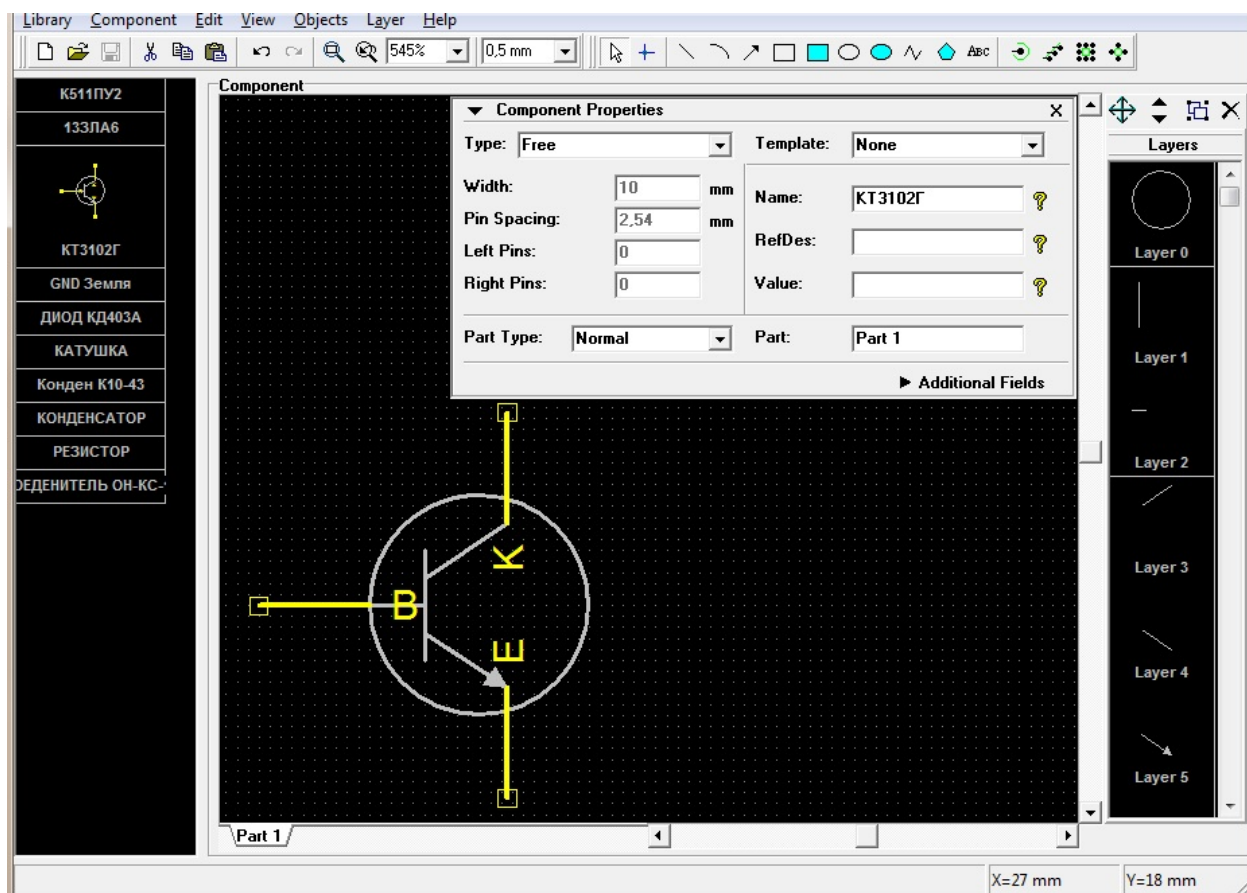 Library Component Edit View Objects Layer Help
545% 0,5 mm ABC
К511ПУ2
133ЛА6
КТ3102Г
GND Земля
ДИОД КД403А
КАТУШКА
Конден К10-43
КОНДЕНСАТОР
РЕЗИСТОР
ОЕДЕНИТЕЛЬ ОН-КС-
Component
Component Properties
Type: Free
Template: None
Width: 10 mm
Pin Spacing: 2,54 mm
Left Pins: 0
Right Pins: 0
Name: КТ3102Г
RefDes:
Value:
Part Type: Normal
Part: Part 1
Additional Fields
K
B
E
Part 1
Layers
Layer 0
Layer 1
Layer 2
Layer 3
Layer 4
Layer 5
X=27 mm Y=18 mm